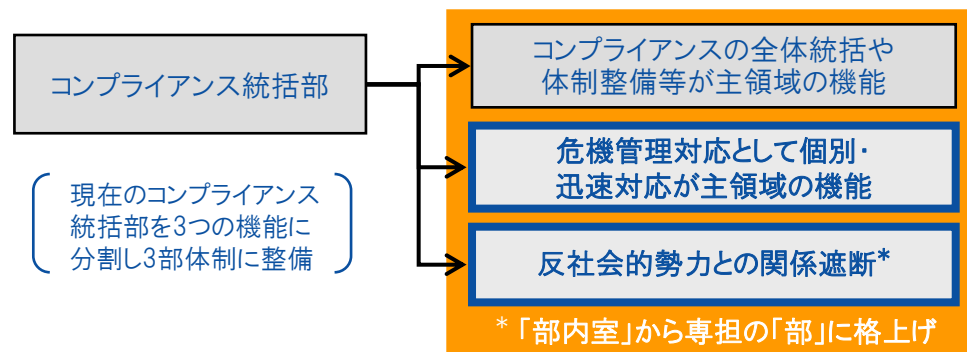 コンプライアンス統括部
現在のコンプライアンス
統括部を3つの機能に
分割し3部体制に整備
コンプライアンスの全体統括や
体制整備等が主領域の機能
危機管理対応として個別・
迅速対応が主領域の機能
反社会的勢力との関係遮断*
*「部内室」から専担の「部」に格上げ